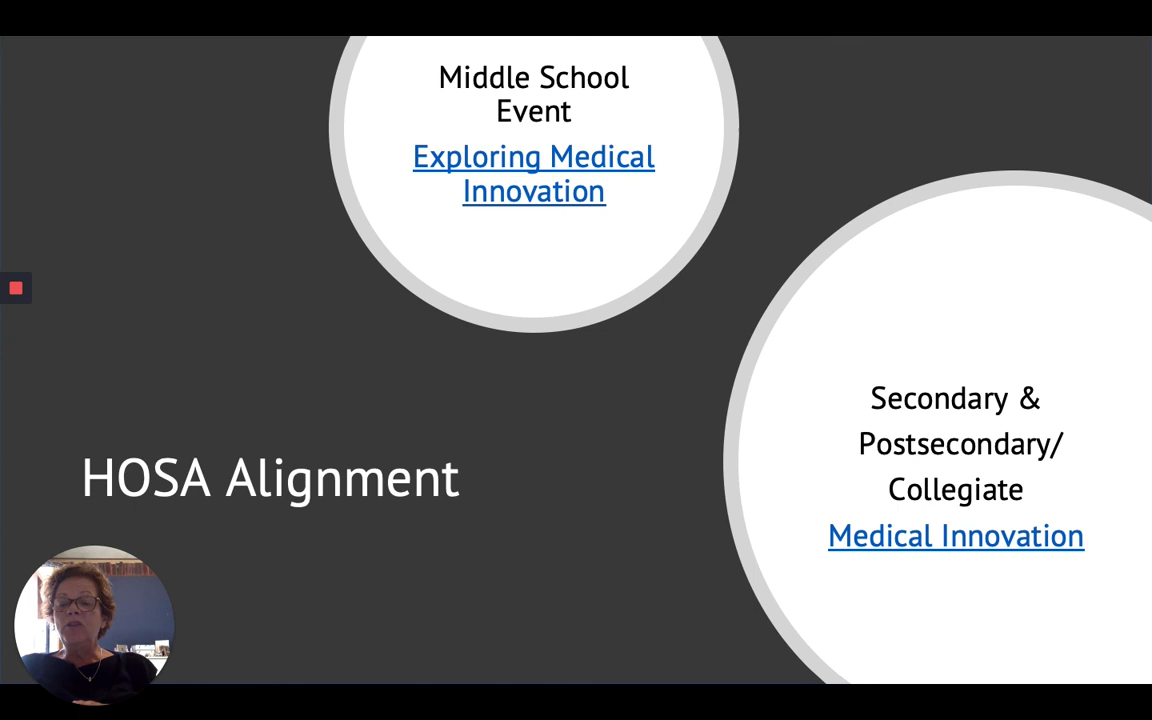 Middle School
Event
Exploring Medical
Innovation
Secondary &
Postsecondary/
Collegiate
Medical Innovation
HOSA Alignment